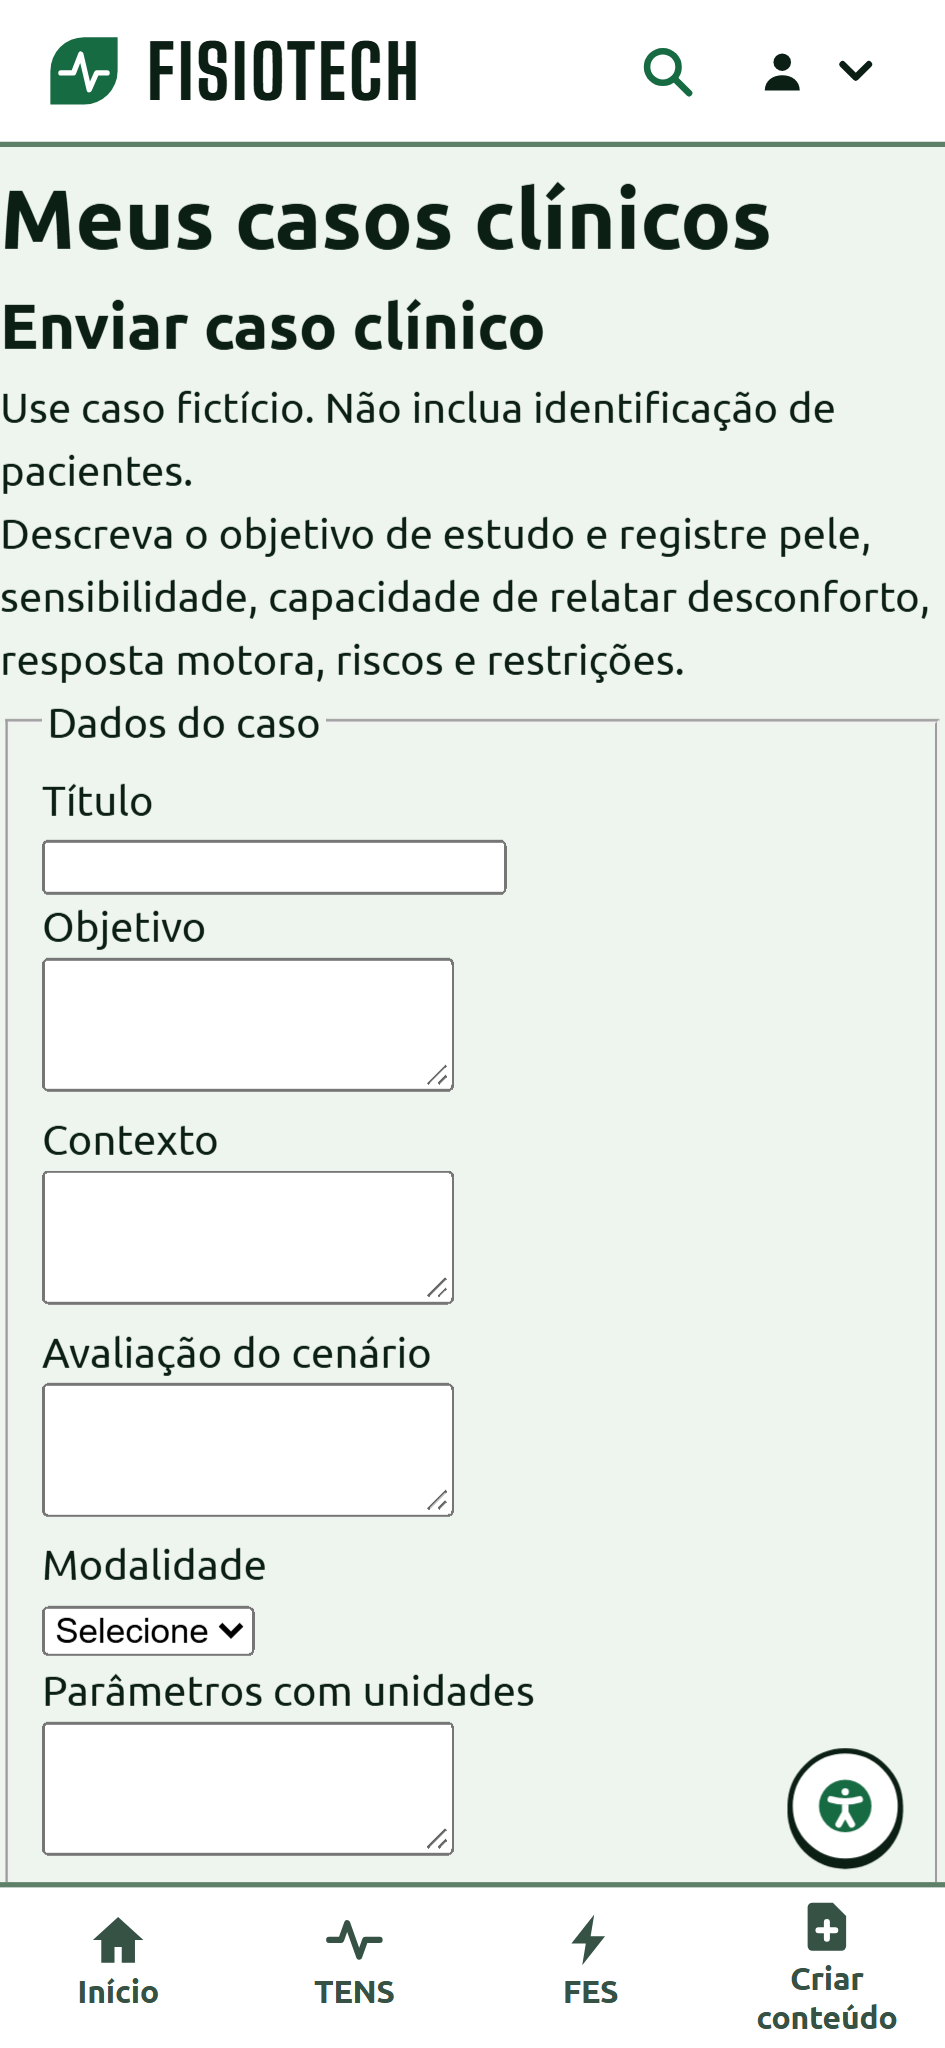 FISIOTECH
Meus casos clínicos
Enviar caso clínico
Use caso fictício. Não inclua identificação de
pacientes.
Descreva o objetivo de estudo e registre pele,
sensibilidade, capacidade de relatar desconforto,
resposta motora, riscos e restrições.
Dados do caso
Título
Objetivo
Contexto
Avaliação do cenário
Modalidade
Selecione
Parâmetros com unidades
Início
TENS
FES
Criar
conteúdo